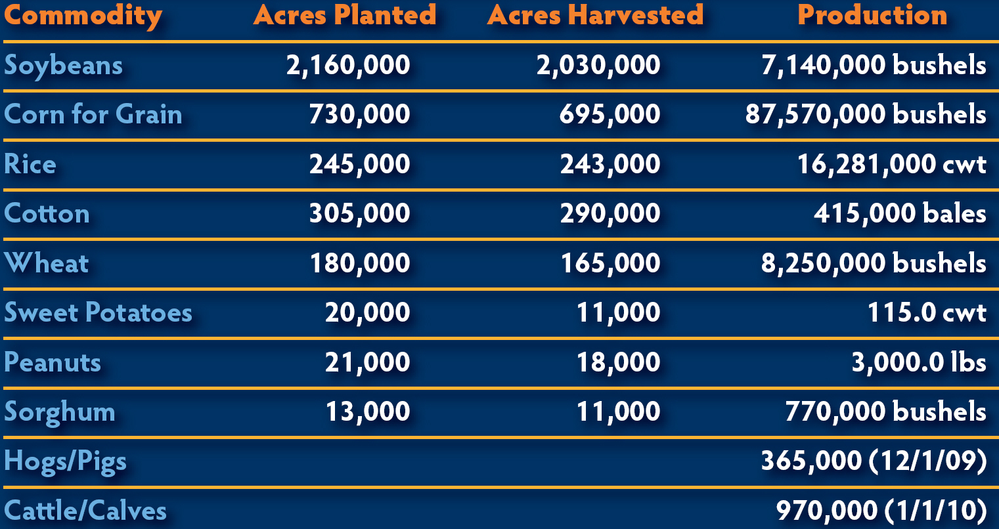 Commodity Acres Planted Acres Harvested Production
Soybeans 2,160,000 2,030,000 7,140,000 bushels
Corn for Grain 730,000 695,000 87,570,000 bushels
Rice 245,000 243,000 16,281,000 cwt
Cotton 305,000 290,000 415,000 bales
Wheat 180,000 165,000 8,250,000 bushels
Sweet Potatoes 20,000 11,000 115.0 cwt
Peanuts 21,000 18,000 3,000.0 lbs
Sorghum 13,000 11,000 770,000 bushels
Hogs/Pigs 365,000 (12/1/09)
Cattle/Calves 970,000 (1/1/10)